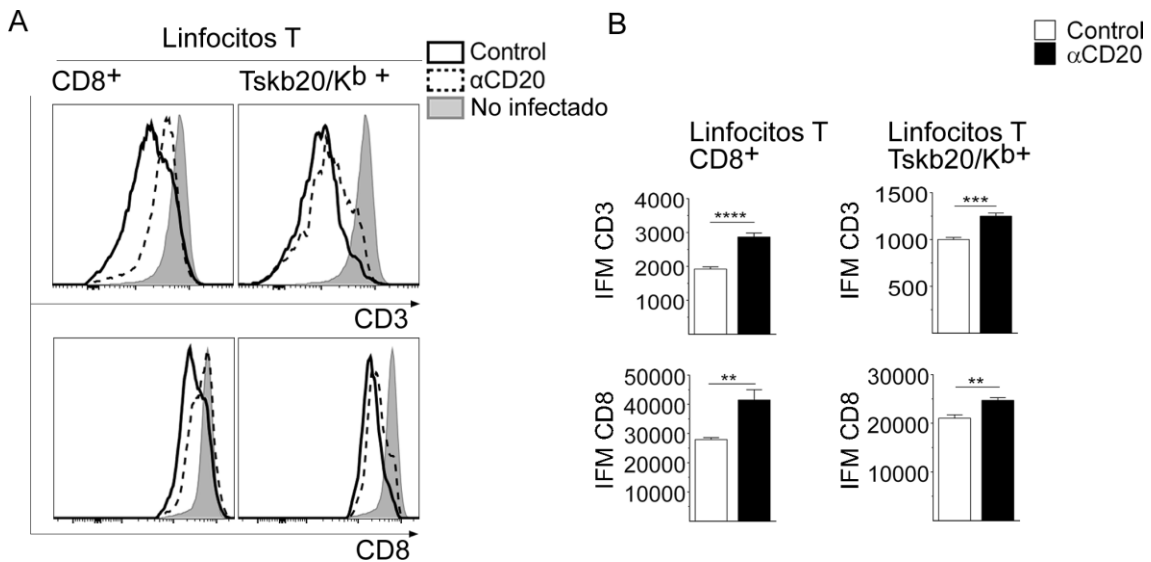 A
Linfocitos T
CD8+
Tskb20/Kb +
Control
αCD20
No infectado
CD3
CD8
B
Control
αCD20
Linfocitos T
CD8+
Linfocitos T
Tskb20/Kb+
IFM CD3
4000
3000
2000
1000
****
IFM CD3
1500
1000
500
***
IFM CD8
50000
40000
30000
20000
10000
**
IFM CD8
30000
20000
10000
**